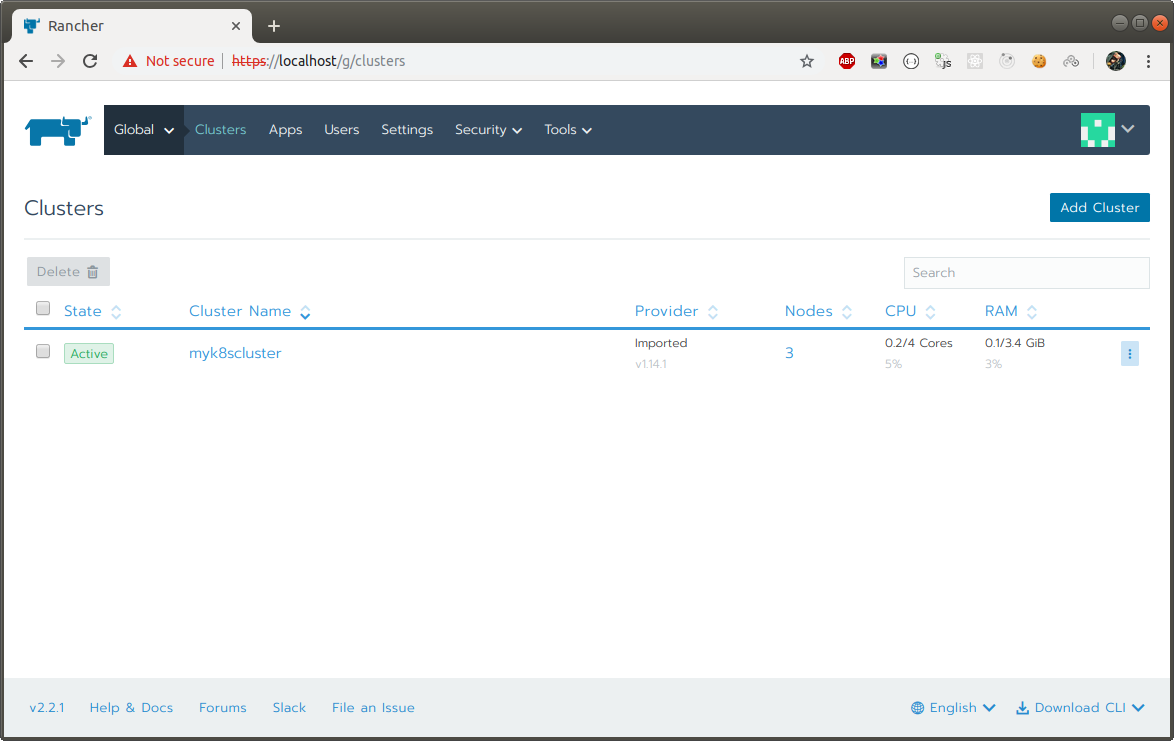 Rancher
Not secure https://localhost/g/clusters ABP {--} js
Global Clusters Apps Users Settings Security Tools
Clusters Add Cluster
Delete Search
State Cluster Name Provider Nodes CPU RAM
Active myk8scluster Imported 3 0.2/4 Cores 0.1/3.4 GiB
v1.14.1 5% 3%
v2.2.1 Help & Docs Forums Slack File an Issue English Download CLI